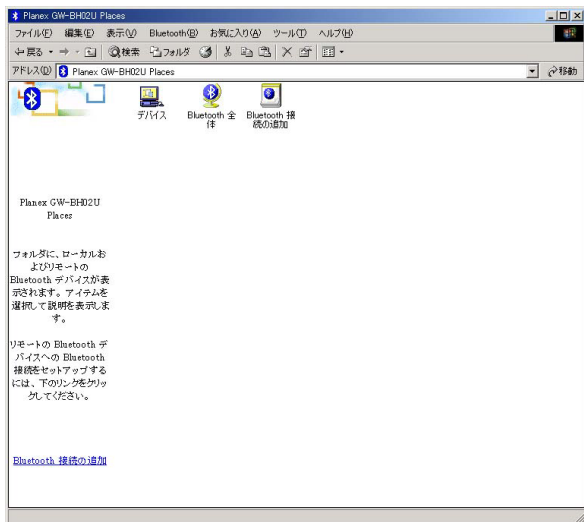 Planex GW-BH02U Places
ファイル(F) 編集(E) 表示(V) Bluetooth(B) お気に入り(A) ツール(T) ヘルプ(H)
戻る 検索 フォルダ
アドレス(D) Planex GW-BH02U Places 移動
デバイス
Bluetooth 全
体
Bluetooth 接
続の追加
Planex GW-BH02U
Places
フォルダに、ローカルお
よびリモートの
Bluetooth デバイスが表
示されます。アイテムを
選択して説明を表示しま
す。
リモートの Bluetooth デ
バイスへの Bluetooth
接続をセットアップする
には、下のリンクをクリッ
クしてください。
Bluetooth 接続の追加